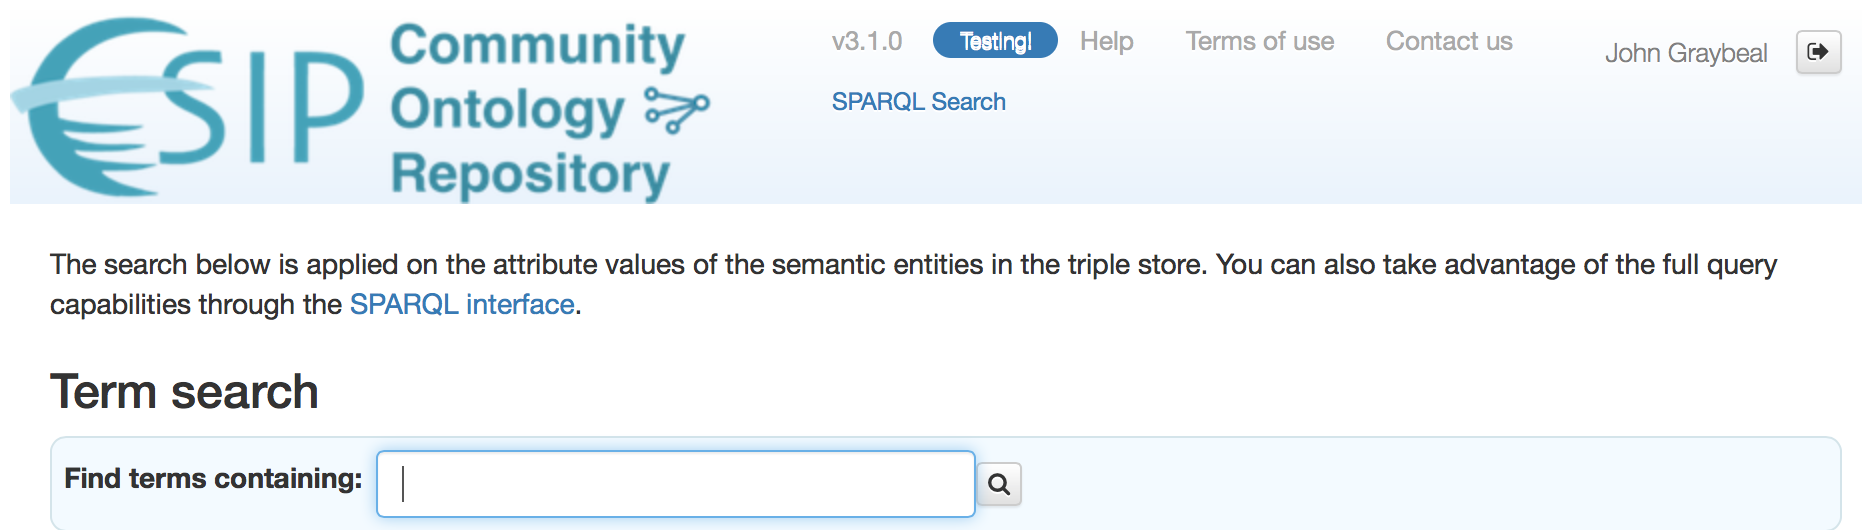 ESIP
Community
Ontology
Repository
v3.1.0 Testing! Help Terms of use Contact us John Graybeal
SPARQL Search
The search below is applied on the attribute values of the semantic entities in the triple store. You can also take advantage of the full query
capabilities through the SPARQL interface.
Term search
Find terms containing: